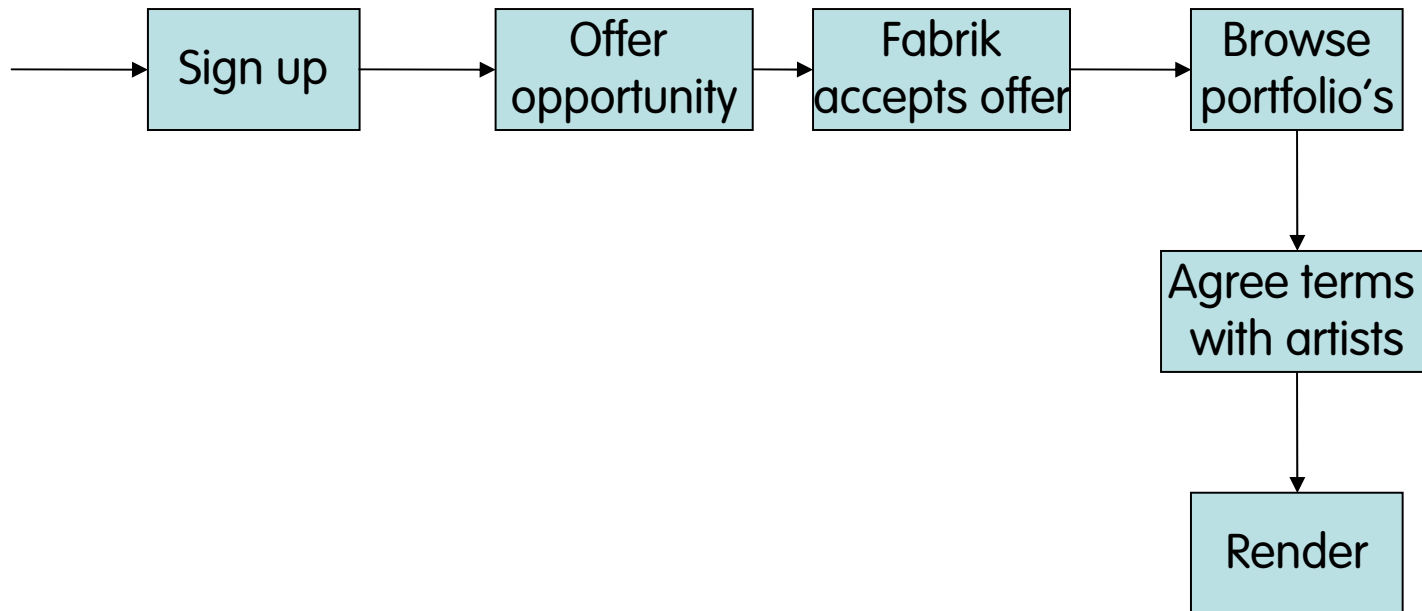 Sign up
Offer
opportunity
Fabrik
accepts offer
Browse
portfolio’s
Agree terms
with artists
Render